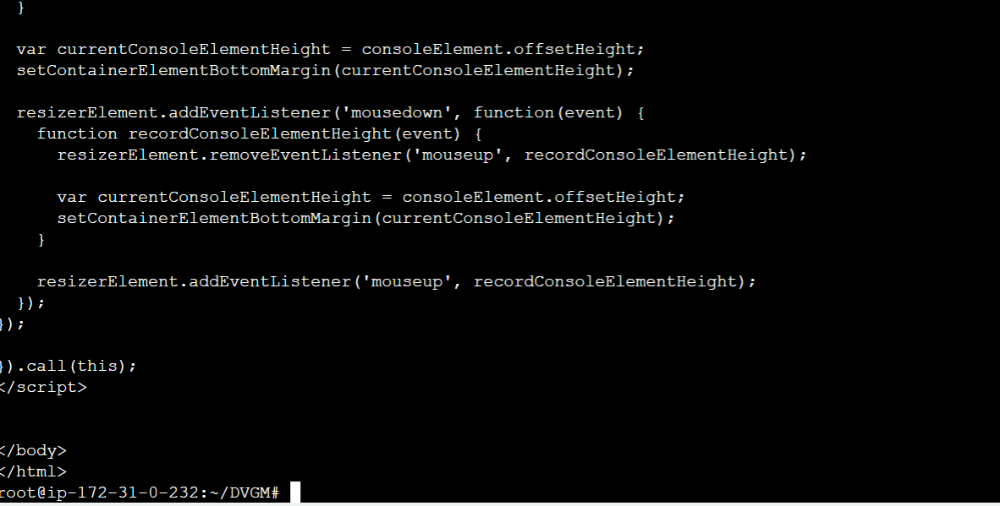 }
var currentConsoleElementHeight = consoleElement.offsetHeight;
setContainerElementBottomMargin(currentConsoleElementHeight);
resizerElement.addEventListener('mousedown', function(event) {
function recordConsoleElementHeight(event) {
resizerElement.removeEventListener('mouseup', recordConsoleElementHeight);
var currentConsoleElementHeight = consoleElement.offsetHeight;
setContainerElementBottomMargin(currentConsoleElementHeight);
}
resizerElement.addEventListener('mouseup', recordConsoleElementHeight);
});
});
}).call(this);
</script>
</body>
</html>
root@ip-172-31-0-232:~/DVGM#